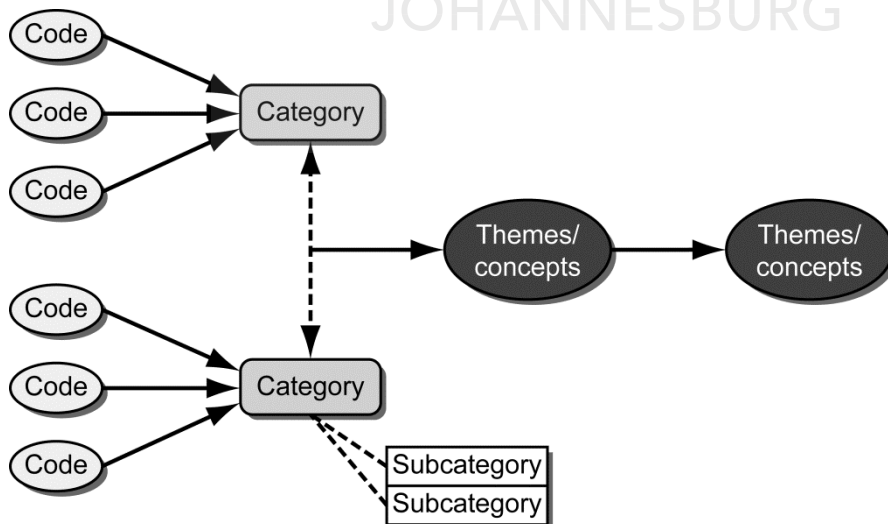 JOHANNESBURG
Code
Code
Code
Category
Themes/
concepts
Themes/
concepts
Code
Code
Code
Category
Subcategory
Subcategory